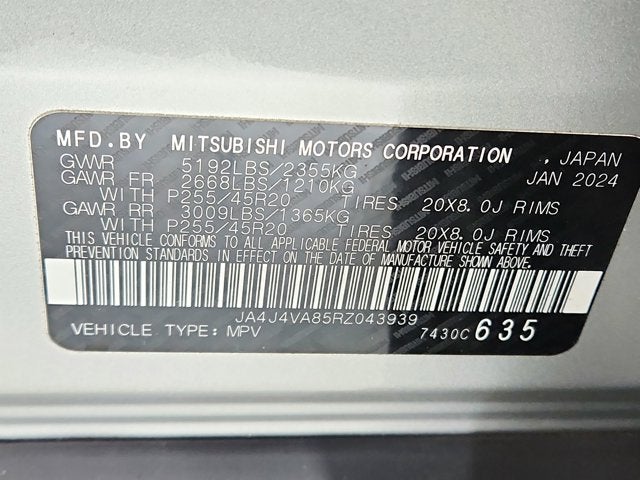 MFD.BY MITSUBISHI MOTORS CORPORATION , JAPAN
GVWR 5192LBS/2355KG JAN 2024
GAWR FR 2668LBS/1210KG
WITH P255/45R20 TIRES 20X8.0J RIMS
GAWR RR 3009LBS/1365KG
WITH P255/45R20 TIRES 20X8.0J RIMS
THIS VEHICLE CONFORMS TO ALL APPLICABLE FEDERAL MOTOR VEHICLE SAFETY AND THEFT
PREVENTION STANDARDS IN EFFECT ON THE DATE OF MANUFACTURE SHOWN ABOVE.
JA4J4VA85RZ043939
VEHICLE TYPE: MPV 7430C 635